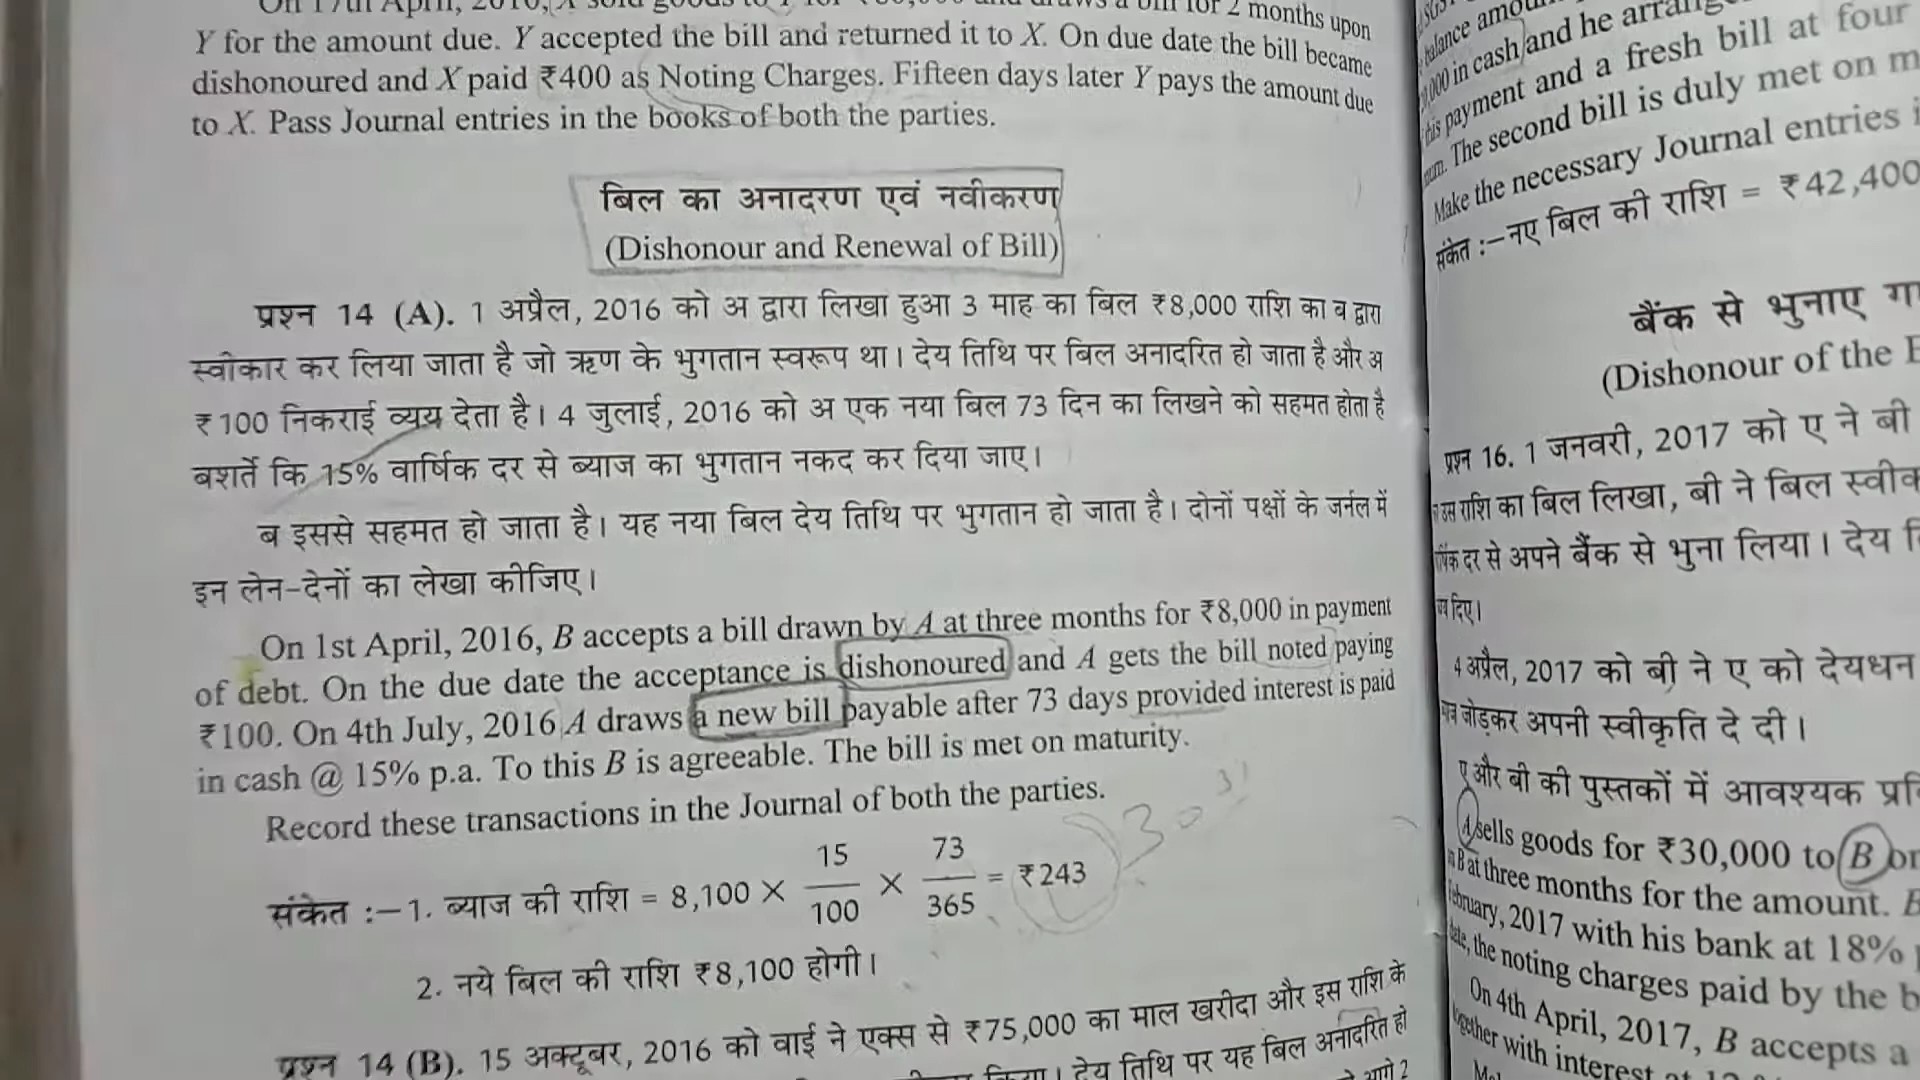 Y for the amount due. Y accepted the bill and returned it to X. On due date the bill became
dishonoured and X paid ₹400 as Noting Charges. Fifteen days later Y pays the amount due
to X. Pass Journal entries in the books of both the parties.
बिल का अनादरण एवं नवीकरण
(Dishonour and Renewal of Bill)
प्रश्न 14 (A). 1 अप्रैल, 2016 को अ द्वारा लिखा हुआ 3 माह का बिल ₹8,000 राशि का व द्वारा
स्वीकार कर लिया जाता है जो ऋण के भुगतान स्वरूप था। देय तिथि पर बिल अनादरित हो जाता है और अ
₹100 निकराई व्यय देता है। 4 जुलाई, 2016 को अ एक नया बिल 73 दिन का लिखने को सहमत होता है
बशर्ते कि 15% वार्षिक दर से ब्याज का भुगतान नकद कर दिया जाए।
ब इससे सहमत हो जाता है। यह नया बिल देय तिथि पर भुगतान हो जाता है। दोनों पक्षों के जर्नल में
इन लेन-देनों का लेखा कीजिए।
On 1st April, 2016, B accepts a bill drawn by A at three months for ₹8,000 in payment
of debt. On the due date the acceptance is dishonoured and A gets the bill noted paying
₹100. On 4th July, 2016 A draws a new bill payable after 73 days provided interest is paid
in cash @ 15% p.a. To this B is agreeable. The bill is met on maturity.
Record these transactions in the Journal of both the parties.
संकेत :–1. ब्याज की राशि = 8,100 × 15/100 × 73/365 = ₹243
2. नये बिल की राशि ₹8,100 होगी।
प्रश्न 14 (B). 15 अक्टूबर, 2016 को वाई ने एक्स से ₹75,000 का माल खरीदा और इस राशि के
देय तिथि पर यह बिल अनादरित हो
in cash and he
payment and a fresh bill at four
The second bill is duly met on
Make the necessary Journal entries
संकेत :–नए बिल की राशि = ₹42,400
बैंक से भुनाए
(Dishonour of the
प्रश्न 16. 1 जनवरी, 2017 को ए ने बी
राशि का बिल लिखा, बी ने बिल
दर से अपने बैंक से भुना लिया। देय
दिए।
4 अप्रैल, 2017 को बी ने ए को देयधन
जोड़कर अपनी स्वीकृति दे दी।
ए और बी की पुस्तकों में आवश्यक
A sells goods for ₹30,000 to B
B at three months for the amount.
2017 with his bank at 18%
the noting charges paid by the
On 4th April, 2017, B accepts a
with interest